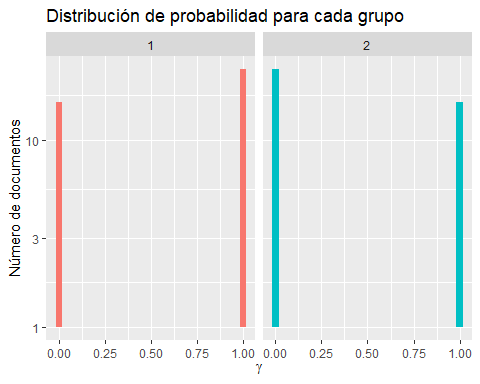 Distribución de probabilidad para cada grupo
1 2
Número de documentos
10
3
1
0.00 0.25 0.50 0.75 1.00 0.00 0.25 0.50 0.75 1.00
γ